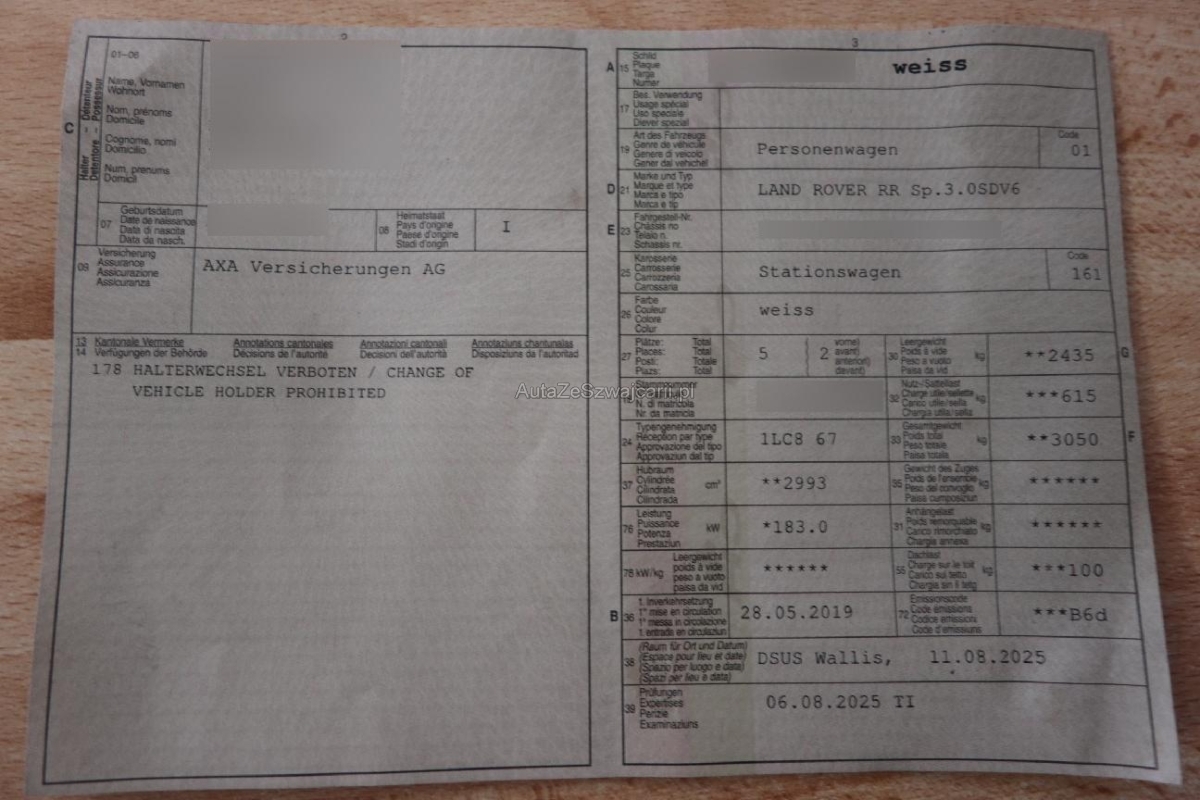 2
01-06
Halter - Détenteur
Detentore - Possessur
C
Name, Vornamen
Wohnort
Nom, prénoms
Domicile
Cognome, nomi
Domicilio
Num, prenums
Domicil
07
Geburtsdatum
Date de naissance
Data di nascita
Data da nasch.
08
Heimatstaat
Pays d'origine
Paese d'origine
Stadi d'origin
I
09
Versicherung
Assurance
Assicurazione
Assicuranza
AXA Versicherungen AG
13 Kantonale Vermerke Annotations cantonales Annotazioni cantonali Annotaziuns chantunalas
14 Verfügungen der Behörde Décisions de l'autorité Decisioni dell'autorità Disposiziuns da l'autoritad
178 HALTERWECHSEL VERBOTEN / CHANGE OF
VEHICLE HOLDER PROHIBITED
AutaZeSzwajcarii.pl
3
A 15
Schild
Plaque
Targa
Numer
weiss
17
Bes. Verwendung
Usage spécial
Uso speciale
Diever spezial
19
Art des Fahrzeugs
Genre de véhicule
Genere di veicolo
Gener dal vehichel
Personenwagen
Code
01
D 21
Marke und Typ
Marque et type
Marca e tipo
Marca e tip
LAND ROVER RR Sp.3.0SDV6
E 23
Fahrgestell-Nr.
Châssis no
Telaio n.
Schassis nr.
25
Karosserie
Carrosserie
Carrozzeria
Carossaria
Stationswagen
Code
161
26
Farbe
Couleur
Colore
Colur
weiss
27
Plätze: Total
Places: Total
Posti: Totale
Plazs: Total
5
2
vorne)
avant)
anteriori)
davant)
30
Leergewicht
Poids à vide
Peso a vuoto
Paisa da vid
kg
**2435
G
18
Stammnummer
N. di matricola
Nr. da matricla
32
Nutz-/Sattellast
Charge utile/sellette
Carico utile/sella
Chargia utila/sella
kg
***615
24
Typengenehmigung
Réception par type
Approvazione del tipo
Approvaziun dal tip
1LC8 67
33
Gesamtgewicht
Poids total
Peso totale
Paisa totala
kg
**3050
F
37
Hubraum
Cylindrée
Cilindrata
Cilindrada
cm³
**2993
35
Gewicht des Zuges
Poids de l'ensemble
Peso del convoglio
Paisa cumposiziun
kg
******
76
Leistung
Puissance
Potenza
Prestaziun
kW
*183.0
31
Anhängelast
Poids remorquable
Carico rimorchiato
Chargia annexa
kg
******
78 kW/kg
Leergewicht
poids à vide
peso a vuoto
paisa da vid
******
55
Dachlast
Charge sur le toit
Carico sul tetto
Chargia sin il tetg
kg
***100
B 36
1. Inverkehrsetzung
1re mise en circulation
1a messa in circolazione
1. entrada en circulaziun
28.05.2019
72
Emissionscode
Code émissions
Codice emissioni
Code d'emissiuns
***B6d
38
(Raum für Ort und Datum)
(Espace pour lieu et date)
(Spazio per luogo e data)
(Spazi per lieu e data)
DSUS Wallis, 11.08.2025
39
Prüfungen
Expertises
Perizie
Examinaziuns
06.08.2025 TI